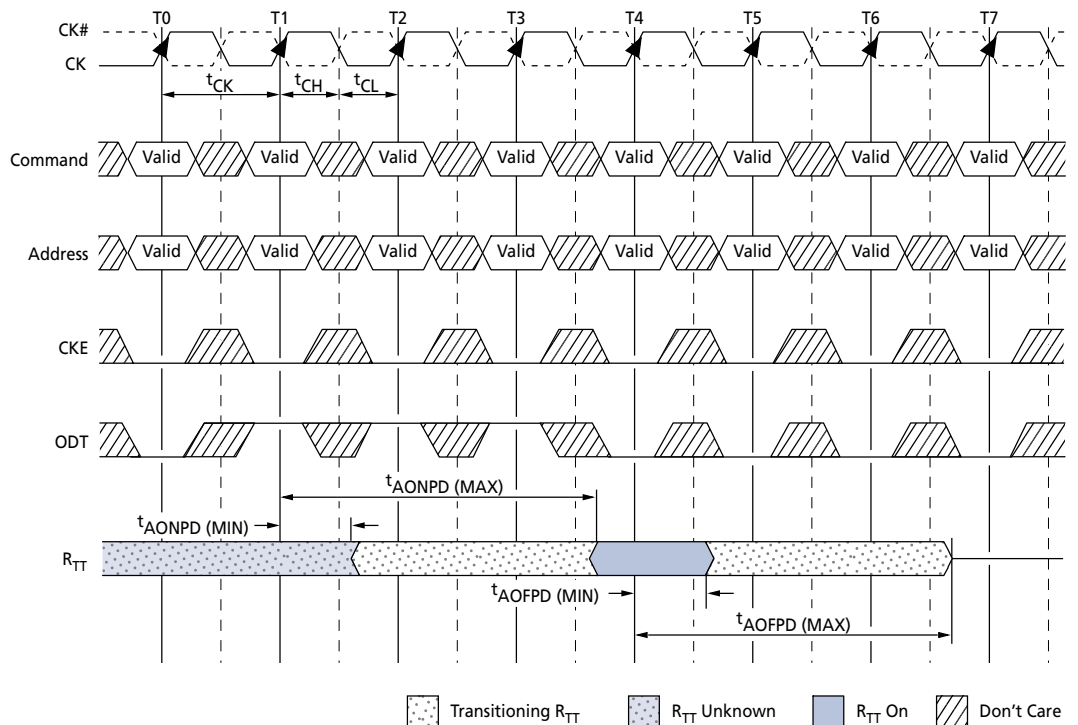 T0 T1 T2 T3 T4 T5 T6 T7
CK#
CK
tCK tCH tCL
Command Valid Valid Valid Valid Valid Valid Valid Valid
Address Valid Valid Valid Valid Valid Valid Valid Valid
CKE
ODT
tAONPD (MAX)
tAONPD (MIN)
RTT
tAOFPD (MIN)
tAOFPD (MAX)
Transitioning RTT RTT Unknown RTT On Don't Care